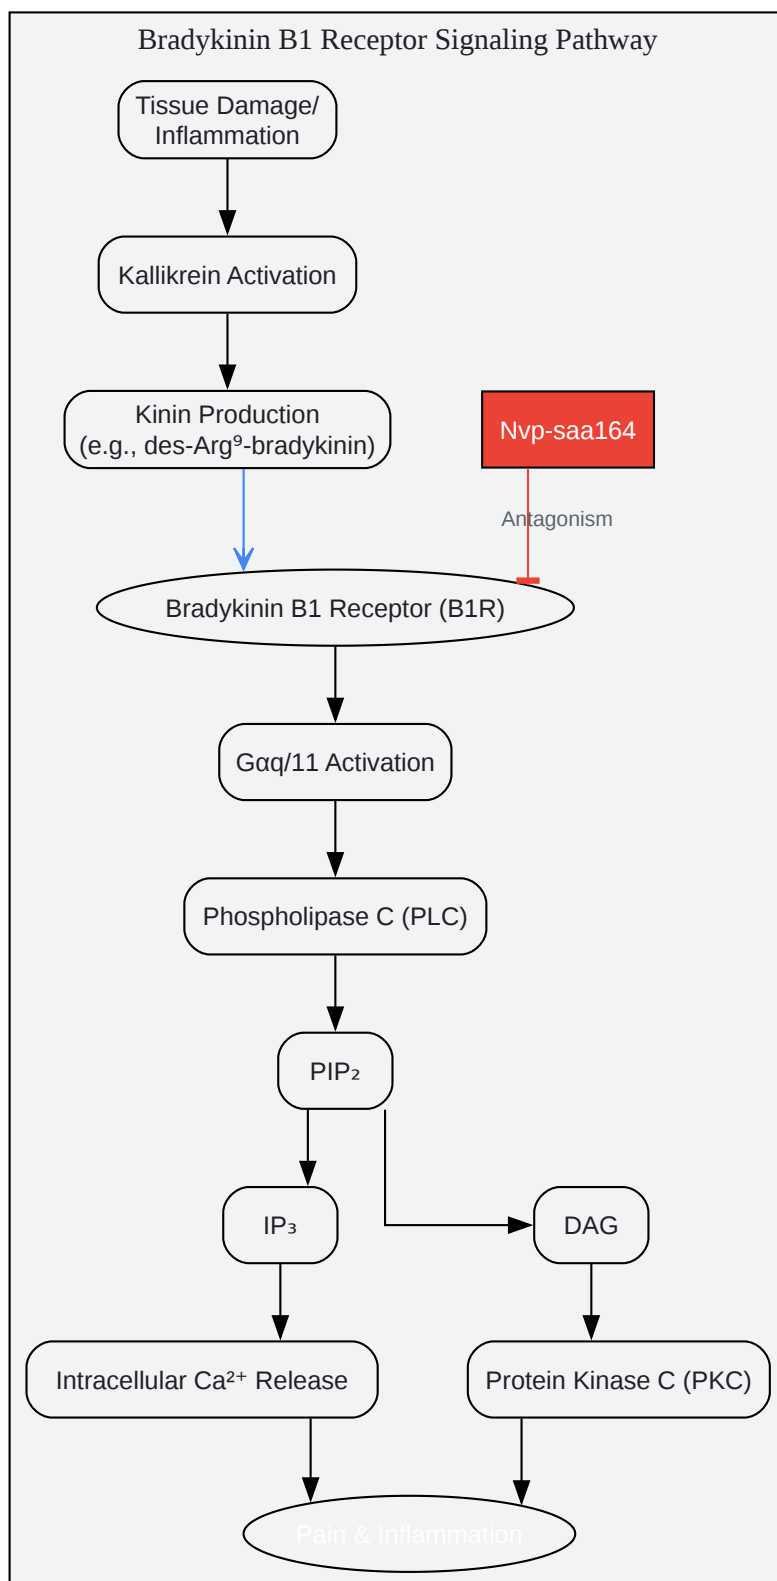 Bradykinin B1 Receptor Signaling Pathway
Tissue Damage/
Inflammation
Kallikrein Activation
Kinin Production
(e.g., des-Arg⁹-bradykinin)
Nvp-saa164
Antagonism
Bradykinin B1 Receptor (B1R)
Gαq/11 Activation
Phospholipase C (PLC)
PIP₂
IP₃
DAG
Intracellular Ca²⁺ Release
Protein Kinase C (PKC)
Pain & Inflammation